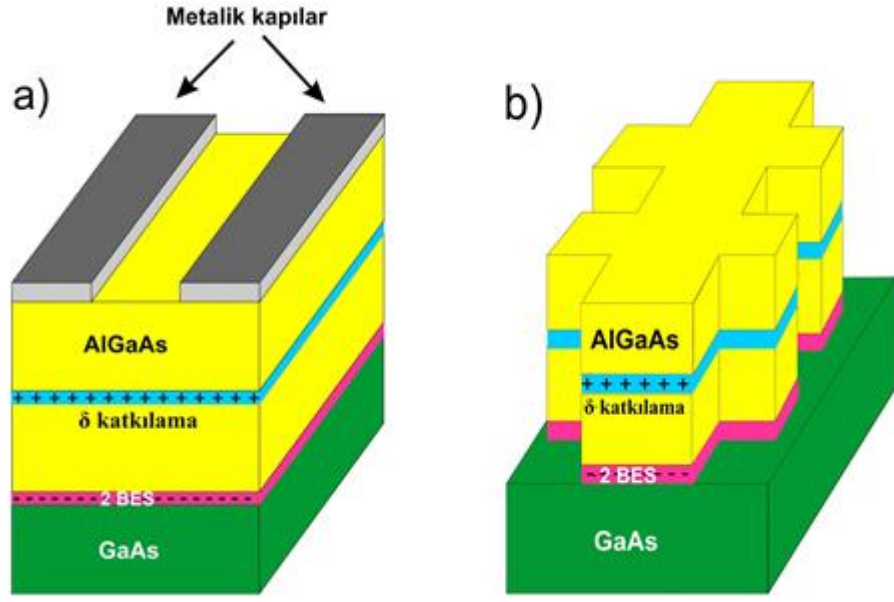 Metalik kapılar
a)
AlGaAs
+ + + + + + + + + + + +
δ katkılama
- - - - 2 BES - - - -
GaAs
b)
AlGaAs
+ + + + + +
δ katkılama
- - 2 BES - -
GaAs